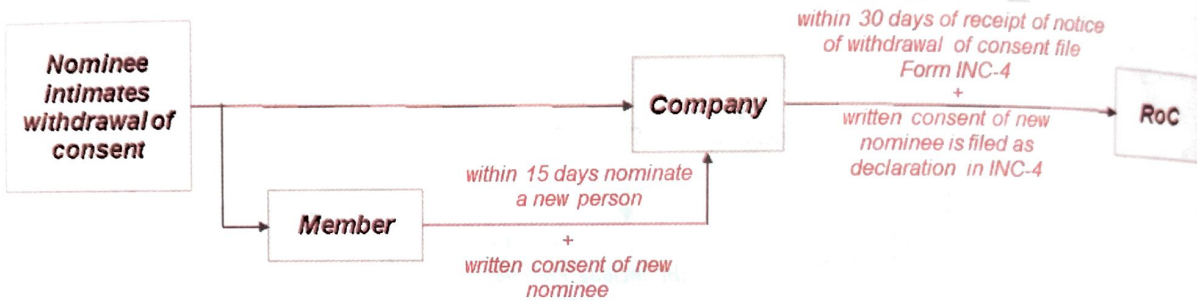 Nominee
intimates
withdrawal of
consent
Member
within 15 days nominate
a new person
+
written consent of new
nominee
Company
within 30 days of receipt of notice
of withdrawal of consent file
Form INC-4
+
written consent of new
nominee is filed as
declaration in INC-4
RoC